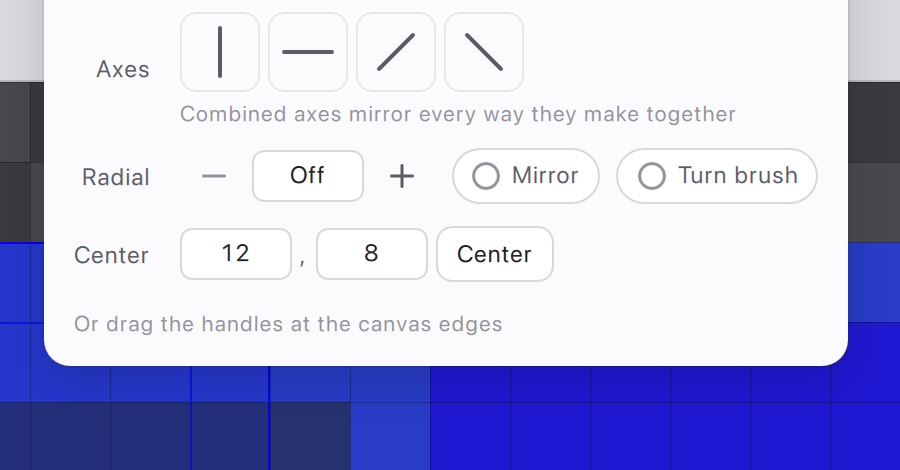 Axes
Combined axes mirror every way they make together
Radial − Off + Mirror Turn brush
Center 12 , 8 Center
Or drag the handles at the canvas edges